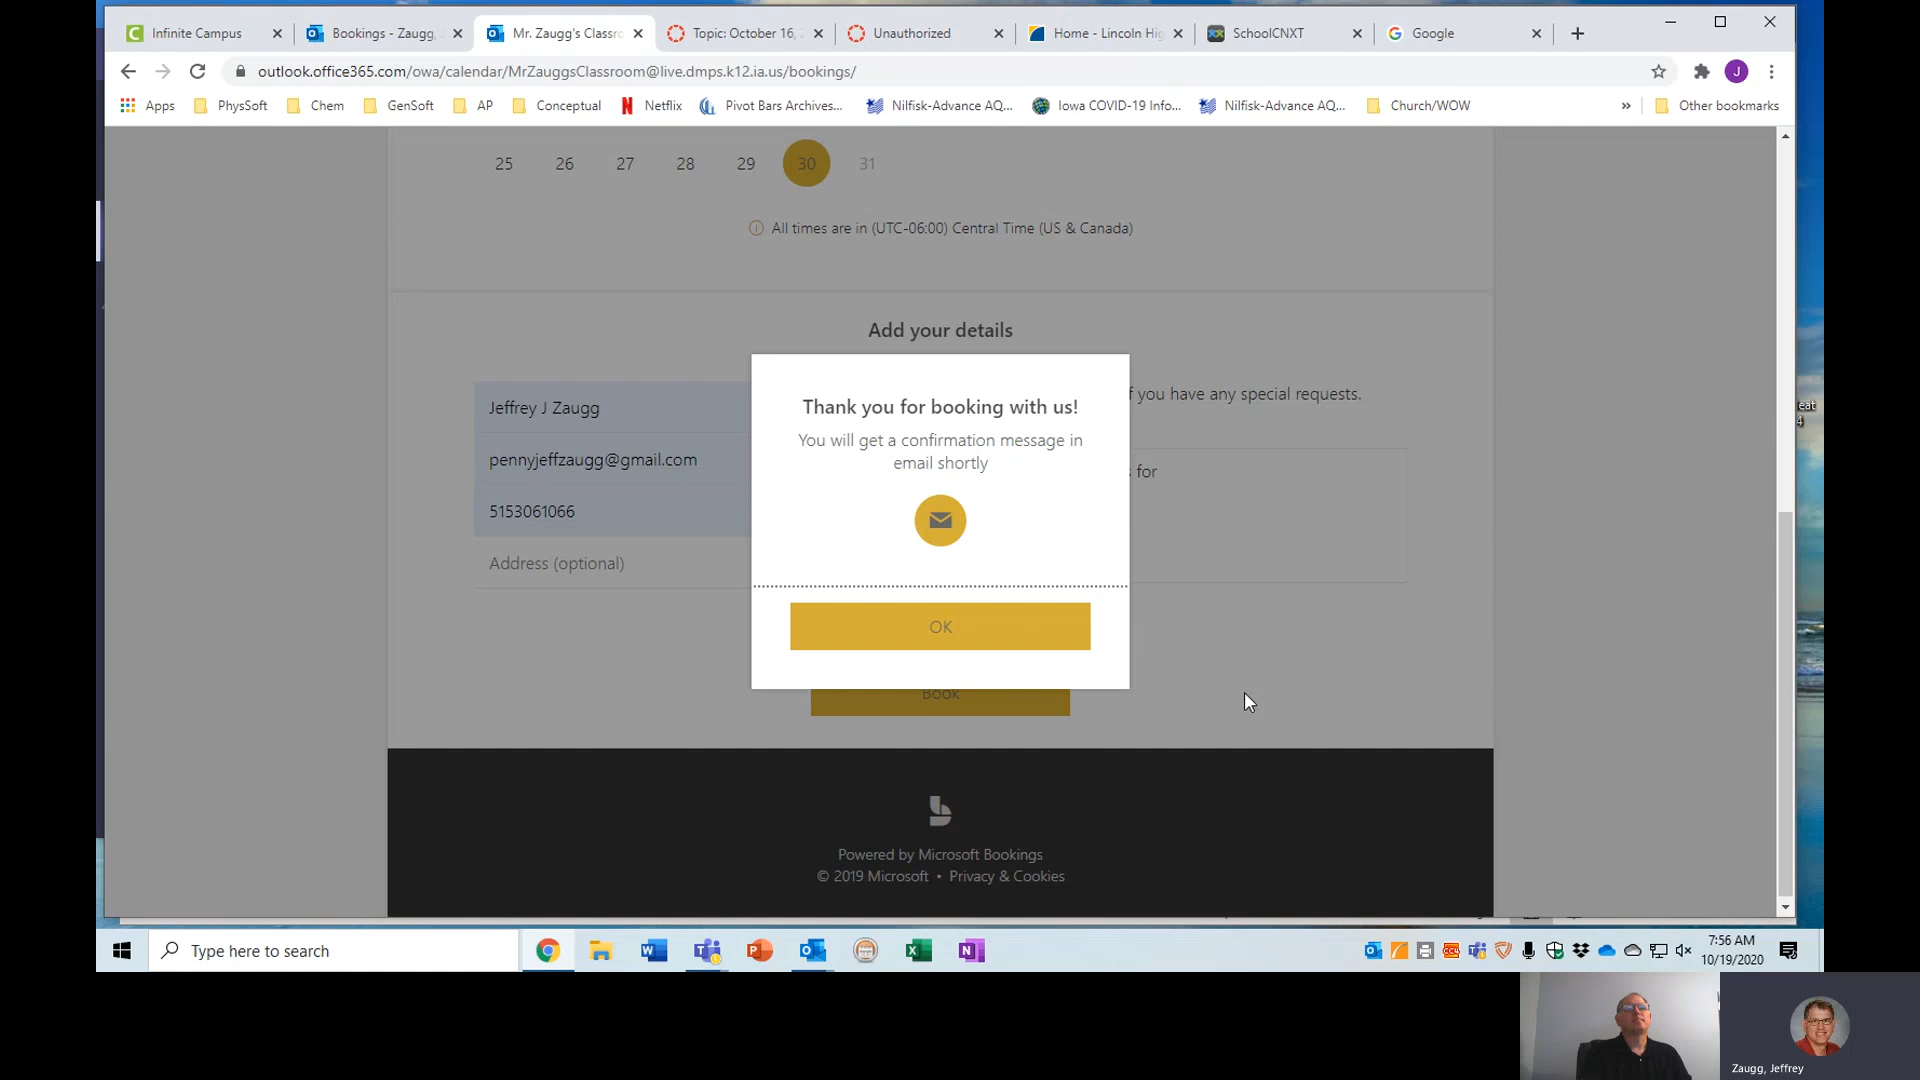 Infinite Campus
Bookings - Zaugg,
Mr. Zaugg's Classro
Topic: October 16,
Unauthorized
Home - Lincoln Hig
SchoolCNXT
Google
outlook.office365.com/owa/calendar/MrZauggsClassroom@live.dmps.k12.ia.us/bookings/
J
Apps
PhysSoft
Chem
GenSoft
AP
Conceptual
Netflix
Pivot Bars Archives...
Nilfisk-Advance AQ...
Iowa COVID-19 Info...
Nilfisk-Advance AQ...
Church/WOW
»
Other bookmarks
25 26 27 28 29 30 31
All times are in (UTC-06:00) Central Time (US & Canada)
Add your details
Jeffrey J Zaugg
pennyjeffzaugg@gmail.com
5153061066
Address (optional)
f you have any special requests.
s for
Thank you for booking with us!
You will get a confirmation message in
email shortly
OK
Book
Powered by Microsoft Bookings
© 2019 Microsoft • Privacy & Cookies
eat
4
Type here to search
7:56 AM
10/19/2020
Zaugg, Jeffrey